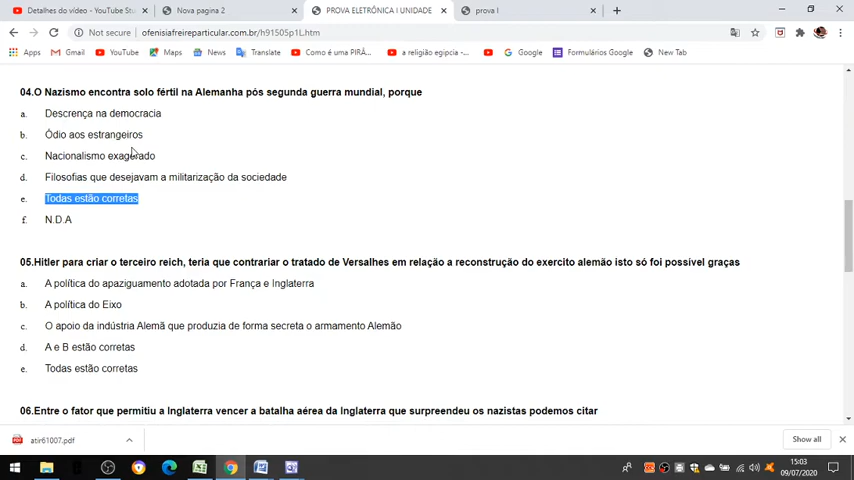 Detalhes do vídeo - YouTube Stu
Nova pagina 2
PROVA ELETRÔNICA I UNIDADE
prova I
Not secure | ofenisiafreireparticular.com.br/h91505p1L.htm
Apps
Gmail
YouTube
Maps
News
Translate
Como é uma PIRÂ...
a religião egipcia - ...
Google
Formulários Google
New Tab
04.O Nazismo encontra solo fértil na Alemanha pós segunda guerra mundial, porque
a. Descrença na democracia
b. Ódio aos estrangeiros
c. Nacionalismo exagerado
d. Filosofias que desejavam a militarização da sociedade
e. Todas estão corretas
f. N.D.A
05.Hitler para criar o terceiro reich, teria que contrariar o tratado de Versalhes em relação a reconstrução do exercito alemão isto só foi possível graças
a. A política do apaziguamento adotada por França e Inglaterra
b. A política do Eixo
c. O apoio da indústria Alemã que produzia de forma secreta o armamento Alemão
d. A e B estão corretas
e. Todas estão corretas
06.Entre o fator que permitiu a Inglaterra vencer a batalha aérea da Inglaterra que surpreendeu os nazistas podemos citar
atir61007.pdf
Show all
15:03
09/07/2020